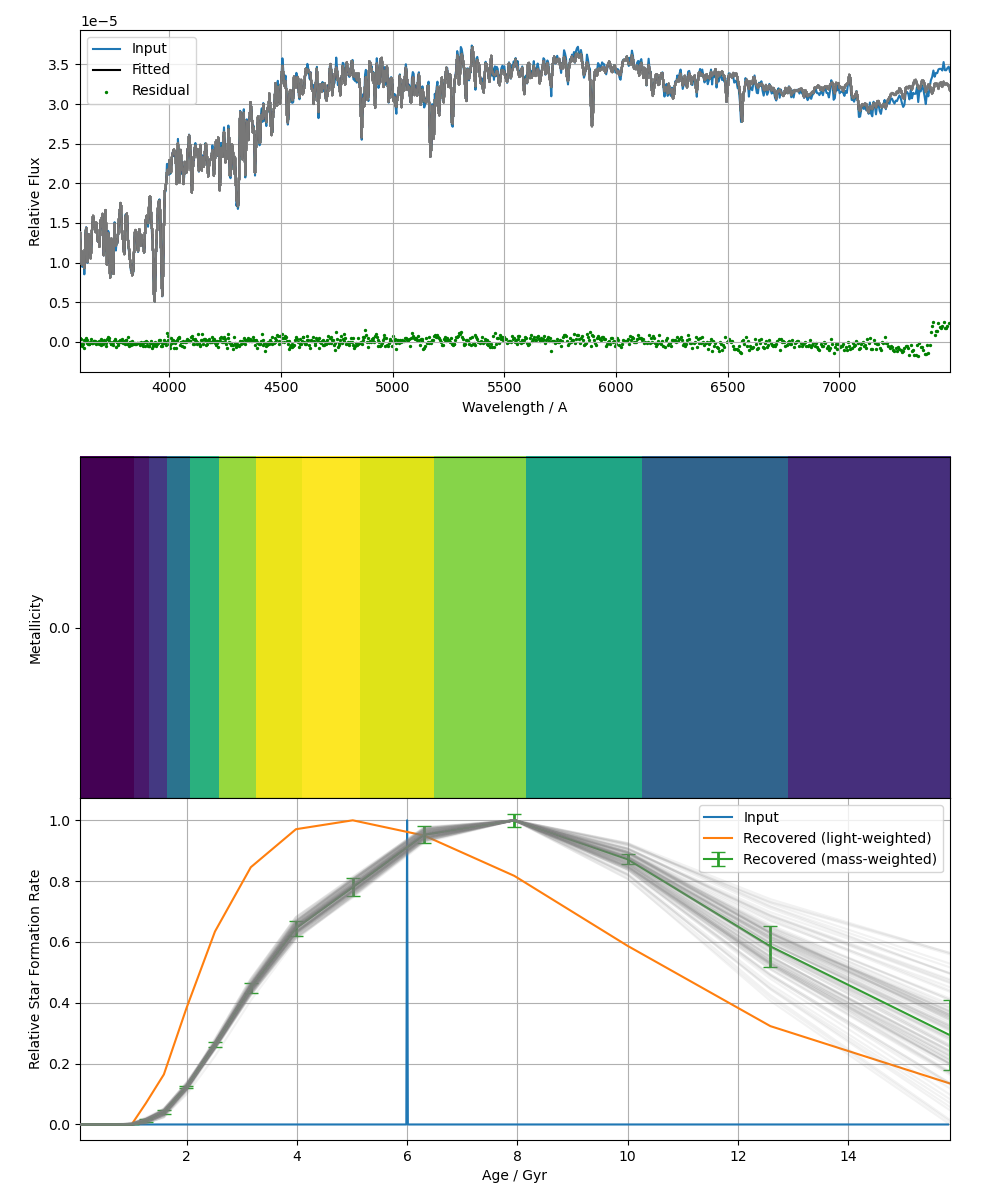 1e−5
Input
Fitted
Residual
3.5
3.0
2.5
2.0
1.5
1.0
0.5
0.0
Relative Flux
4000 4500 5000 5500 6000 6500 7000
Wavelength / A
0.0
Metallicity
Input
Recovered (light-weighted)
Recovered (mass-weighted)
1.0
0.8
0.6
0.4
0.2
0.0
Relative Star Formation Rate
2 4 6 8 10 12 14
Age / Gyr